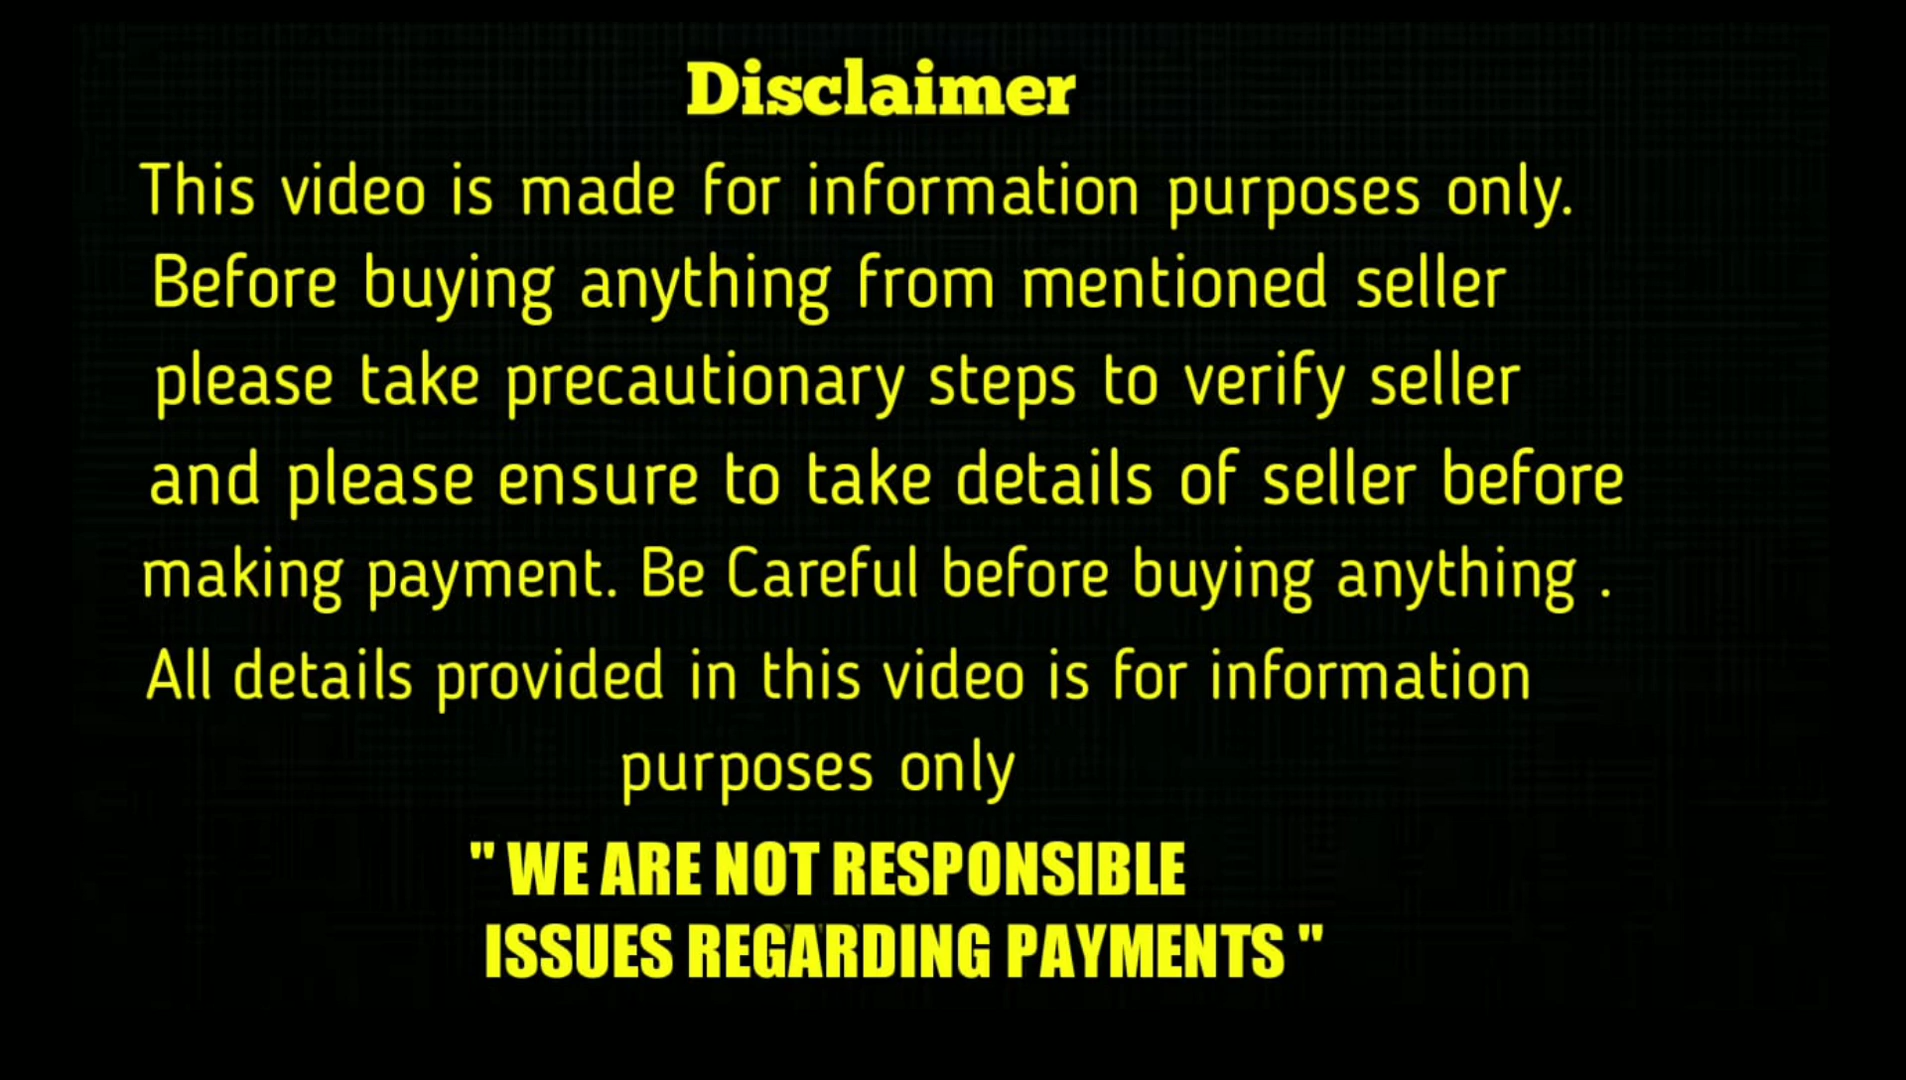 Disclaimer
This video is made for information purposes only.
Before buying anything from mentioned seller
please take precautionary steps to verify seller
and please ensure to take details of seller before
making payment. Be Careful before buying anything .
All details provided in this video is for information
purposes only
" WE ARE NOT RESPONSIBLE
ISSUES REGARDING PAYMENTS "